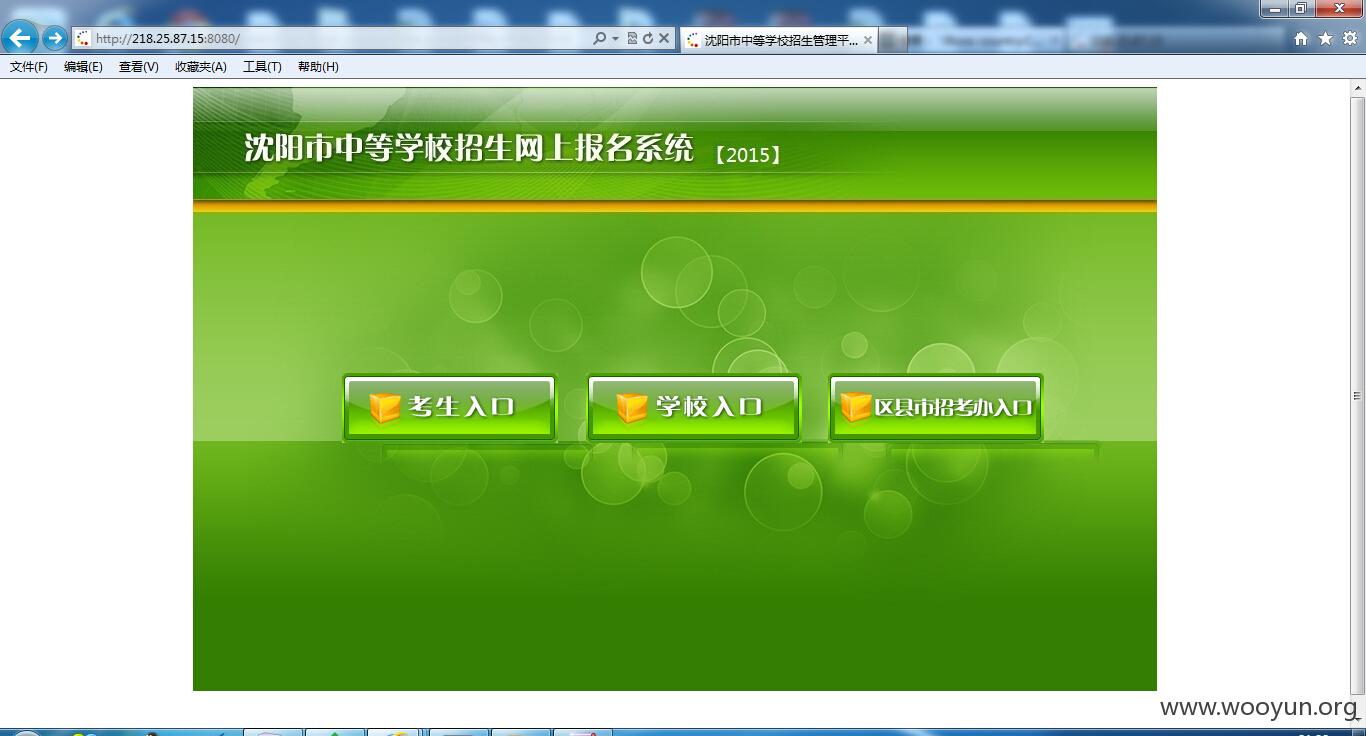 http://218.25.87.15:8080/
沈阳市中等学校招生管理平...
文件(F) 编辑(E) 查看(V) 收藏夹(A) 工具(T) 帮助(H)
沈阳市中等学校招生网上报名系统 【2015】
考生入口 学校入口 区县市招考办入口
www.wooyun.org